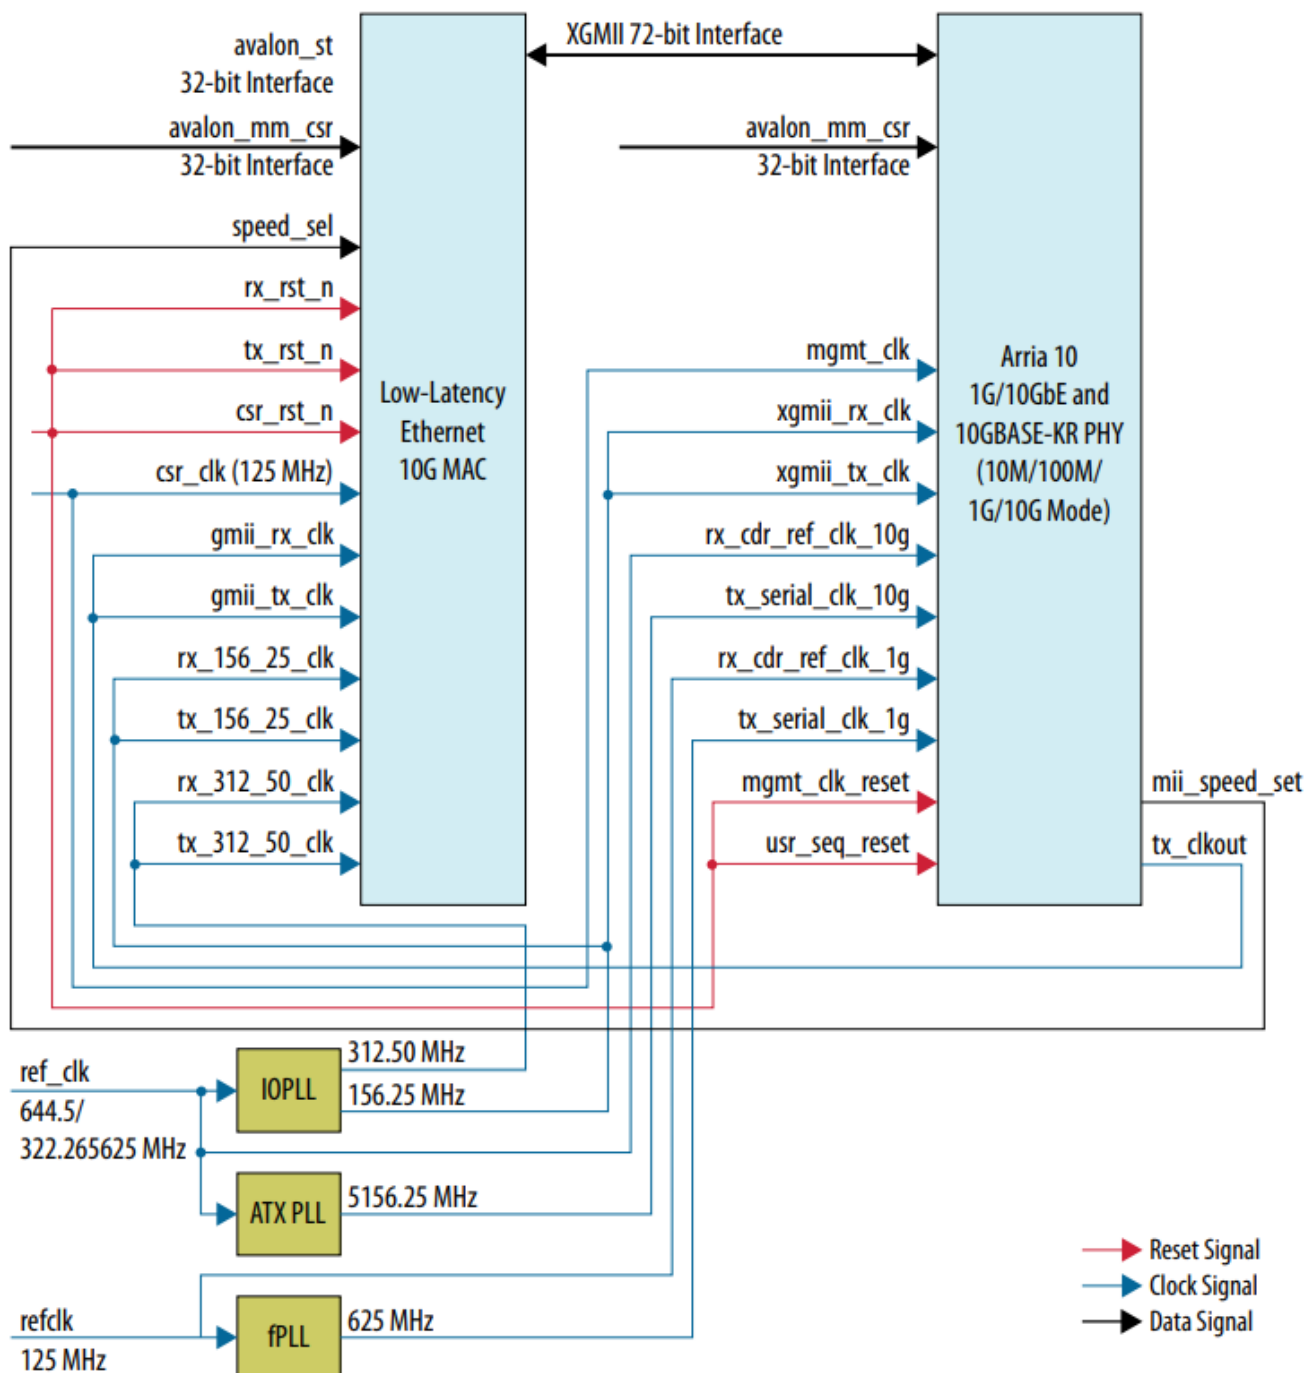 XGMII 72-bit Interface
avalon_st
32-bit Interface
avalon_mm_csr
32-bit Interface
avalon_mm_csr
32-bit Interface
speed_sel
rx_rst_n
tx_rst_n
csr_rst_n
csr_clk (125 MHz)
gmii_rx_clk
gmii_tx_clk
rx_156_25_clk
tx_156_25_clk
rx_312_50_clk
tx_312_50_clk
Low-Latency
Ethernet
10G MAC
mgmt_clk
xgmii_rx_clk
xgmii_tx_clk
rx_cdr_ref_clk_10g
tx_serial_clk_10g
rx_cdr_ref_clk_1g
tx_serial_clk_1g
mgmt_clk_reset
usr_seq_reset
Arria 10
1G/10GbE and
10GBASE-KR PHY
(10M/100M/
1G/10G Mode)
mii_speed_set
tx_clkout
ref_clk
644.5/
322.265625 MHz
IOPLL
312.50 MHz
156.25 MHz
ATX PLL
5156.25 MHz
refclk
125 MHz
fPLL
625 MHz
Reset Signal
Clock Signal
Data Signal